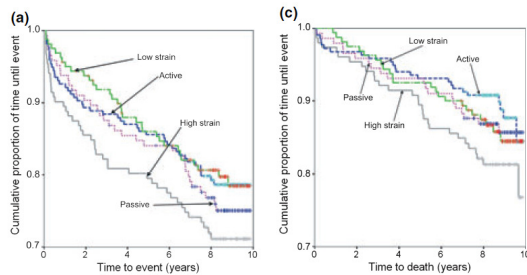 (a)
Cumulative proportion of time until event
1.0
0.9
0.8
0.7
Low strain
Active
High strain
Passive
0
2
4
6
8
10
Time to event (years)
(c)
Cumulative proportion of time until event
1.0
0.9
0.8
0.7
Low strain
Active
Passive
High strain
0
2
4
6
8
10
Time to death (years)